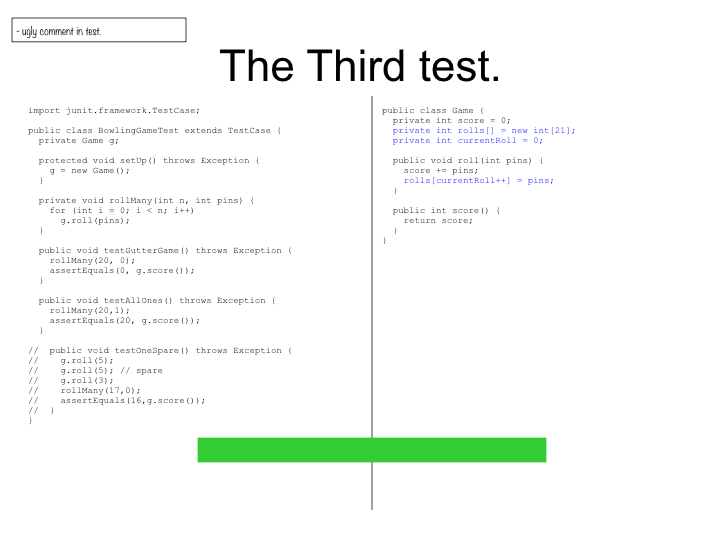 - ugly comment in test.
The Third test.
import junit.framework.TestCase;
public class BowlingGameTest extends TestCase {
  private Game g;
  protected void setUp() throws Exception {
    g = new Game();
  }
  private void rollMany(int n, int pins) {
    for (int i = 0; i < n; i++)
      g.roll(pins);
  }
  public void testGutterGame() throws Exception {
    rollMany(20, 0);
    assertEquals(0, g.score());
  }
  public void testAllOnes() throws Exception {
    rollMany(20,1);
    assertEquals(20, g.score());
  }
//  public void testOneSpare() throws Exception {
//    g.roll(5);
//    g.roll(5); // spare
//    g.roll(3);
//    rollMany(17,0);
//    assertEquals(16,g.score());
//  }
}
public class Game {
  private int score = 0;
  private int rolls[] = new int[21];
  private int currentRoll = 0;
  public void roll(int pins) {
    score += pins;
    rolls[currentRoll++] = pins;
  }
  public int score() {
    return score;
  }
}